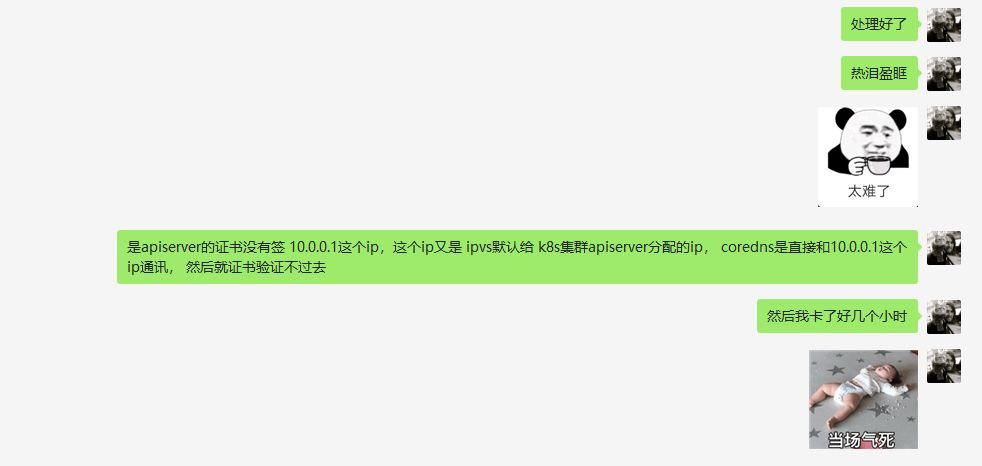 处理好了
热泪盈眶
太难了
是apiserver的证书没有签 10.0.0.1这个ip，这个ip又是 ipvs默认给 k8s集群apiserver分配的ip， coredns是直接和10.0.0.1这个
ip通讯， 然后就证书验证不过去
然后我卡了好几个小时
当场气死